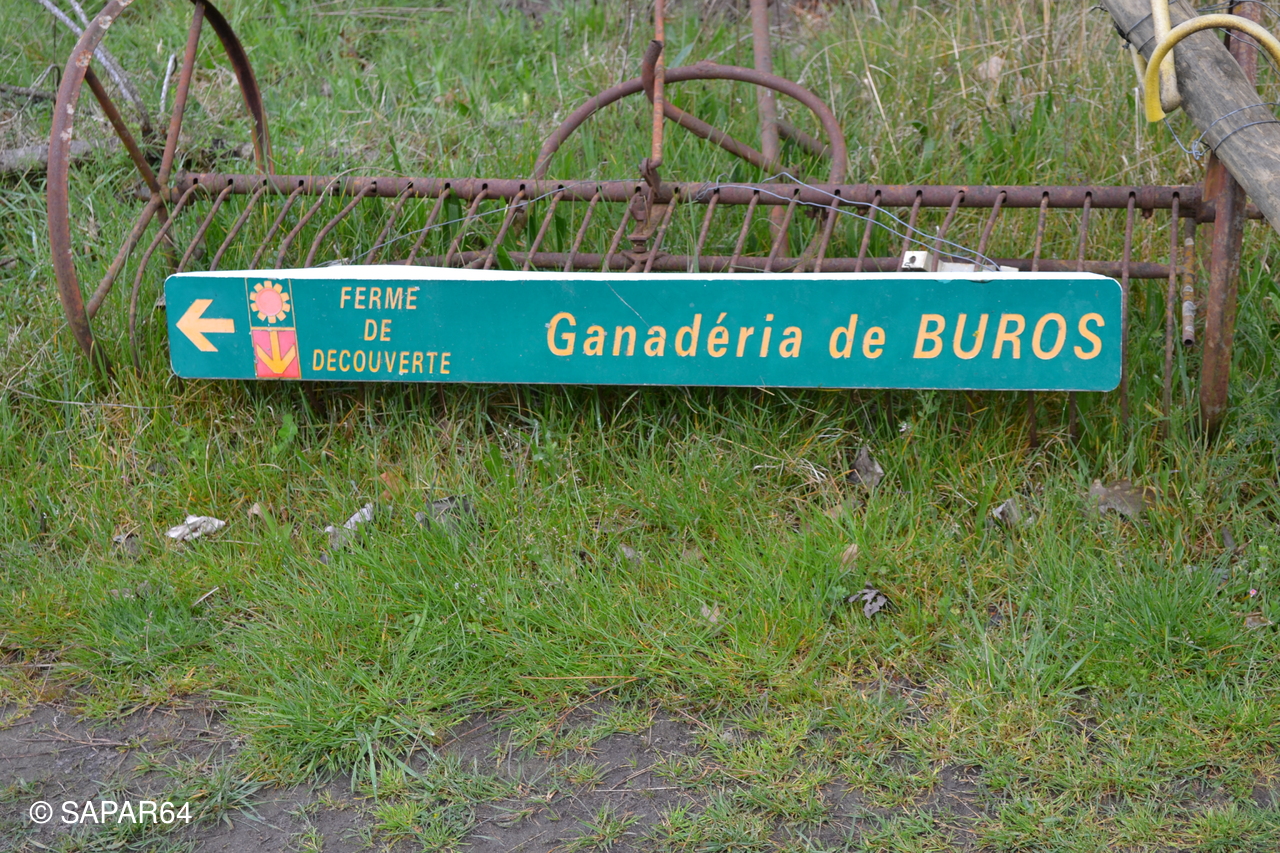 FERME
DE
DECOUVERTE
Ganadéria de BUROS
© SAPAR64